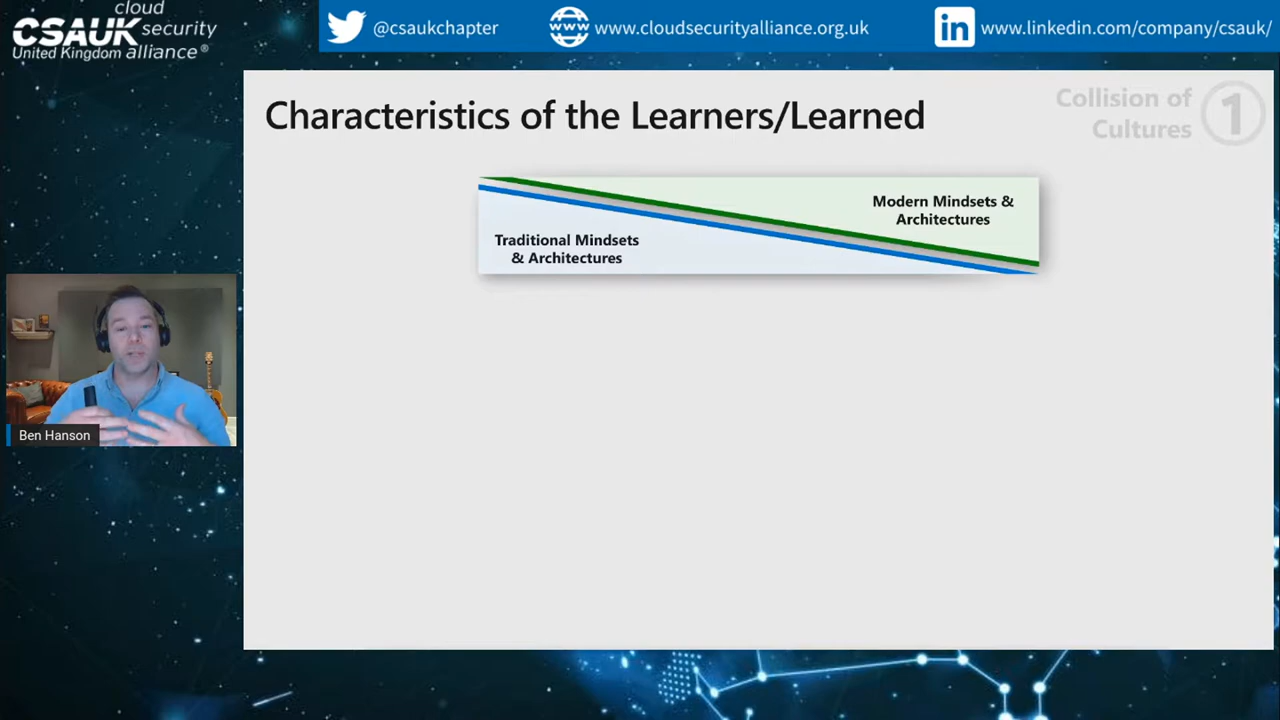 cloud
CSAUK security
United Kingdom alliance®
@csaukchapter
www.cloudsecurityalliance.org.uk
in www.linkedin.com/company/csauk/
Characteristics of the Learners/Learned
Collision of
Cultures
1
Modern Mindsets &
Architectures
Traditional Mindsets
& Architectures
Ben Hanson